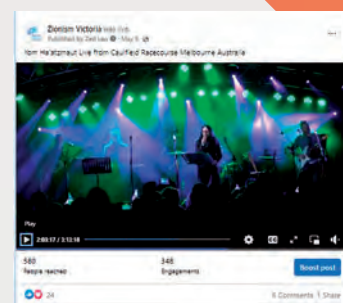 Zionism Victoria was live.
Published by Zed Lau · May 5
Yom Ha'atzmaut Live from Caulfield Racecourse Melbourne Australia
Play
2:03:17 / 3:13:18
580
People reached
348
Engagements
Boost post
24
6 Comments 1 Share